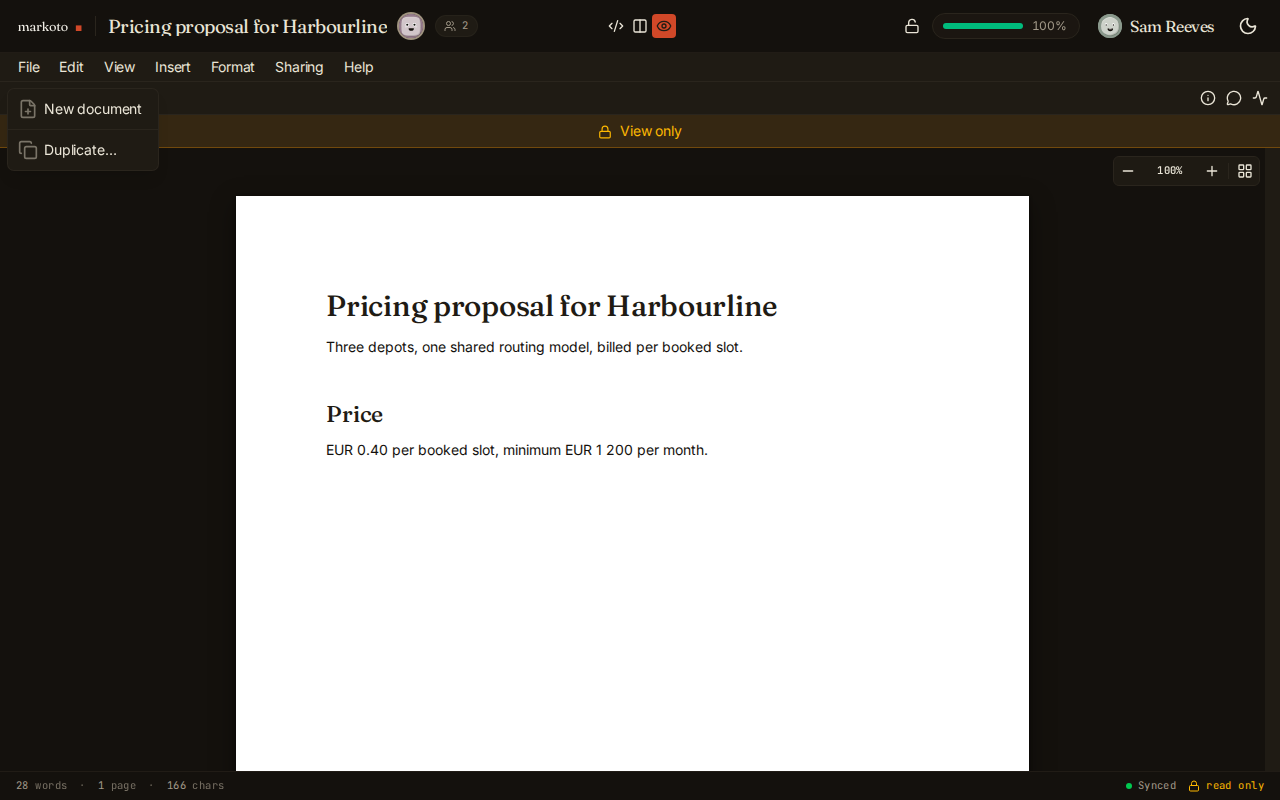 markoto
Pricing proposal for Harbourline
2
100%
Sam Reeves
File Edit View Insert Format Sharing Help
New document
Duplicate...
View only
100%
Pricing proposal for Harbourline
Three depots, one shared routing model, billed per booked slot.
Price
EUR 0.40 per booked slot, minimum EUR 1 200 per month.
28 words · 1 page · 166 chars
Synced
read only